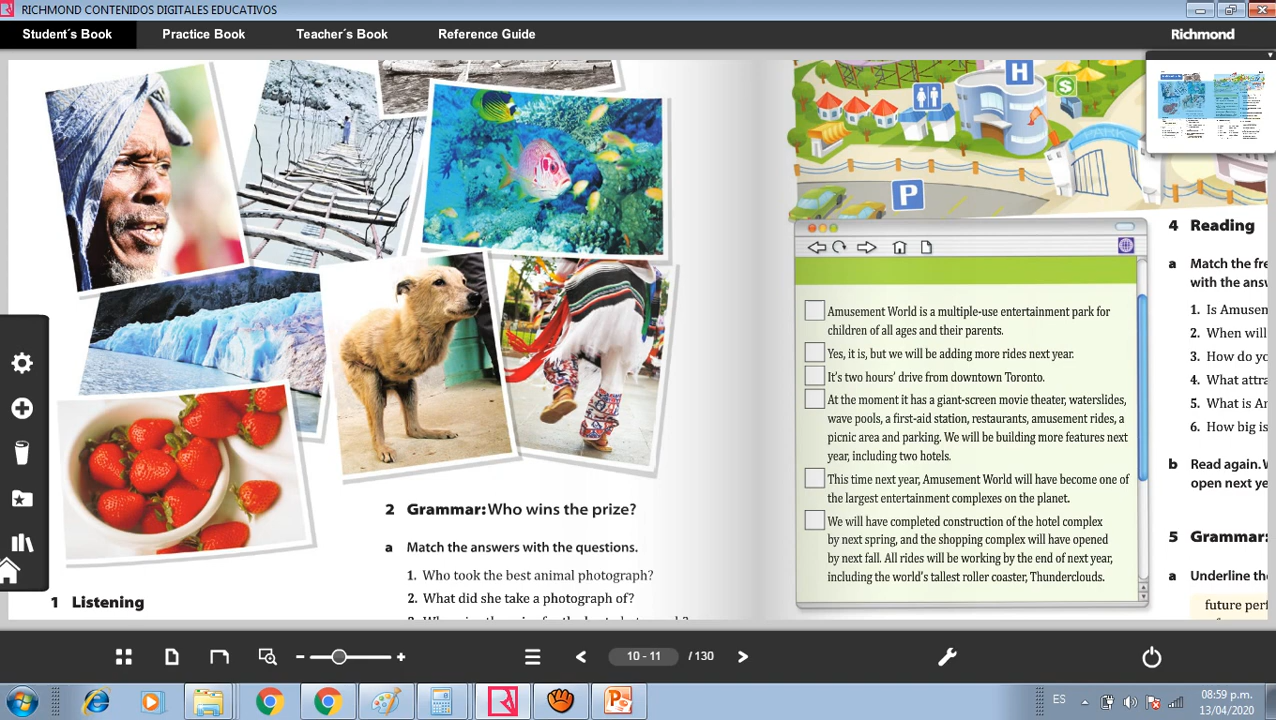 RICHMOND CONTENIDOS DIGITALES EDUCATIVOS
Student´s Book
Practice Book
Teacher´s Book
Reference Guide
Richmond
H
$
PARK
P
2 Grammar: Who wins the prize?
a Match the answers with the questions.
1. Who took the best animal photograph?
2. What did she take a photograph of?
1 Listening
Amusement World is a multiple-use entertainment park for
children of all ages and their parents.
Yes, it is, but we will be adding more rides next year.
It's two hours' drive from downtown Toronto.
At the moment it has a giant-screen movie theater, waterslides,
wave pools, a first-aid station, restaurants, amusement rides, a
picnic area and parking. We will be building more features next
year, including two hotels.
This time next year, Amusement World will have become one of
the largest entertainment complexes on the planet.
We will have completed construction of the hotel complex
by next spring, and the shopping complex will have opened
by next fall. All rides will be working by the end of next year,
including the world's tallest roller coaster, Thunderclouds.
4 Reading
a Match the fre
with the answ
1. Is Amusem
2. When will
3. How do yo
4. What attra
5. What is Am
6. How big is
b Read again. W
open next ye
5 Grammar:
a Underline the
future perf
10 - 11 / 130
ES
08:59 p.m.
13/04/2020